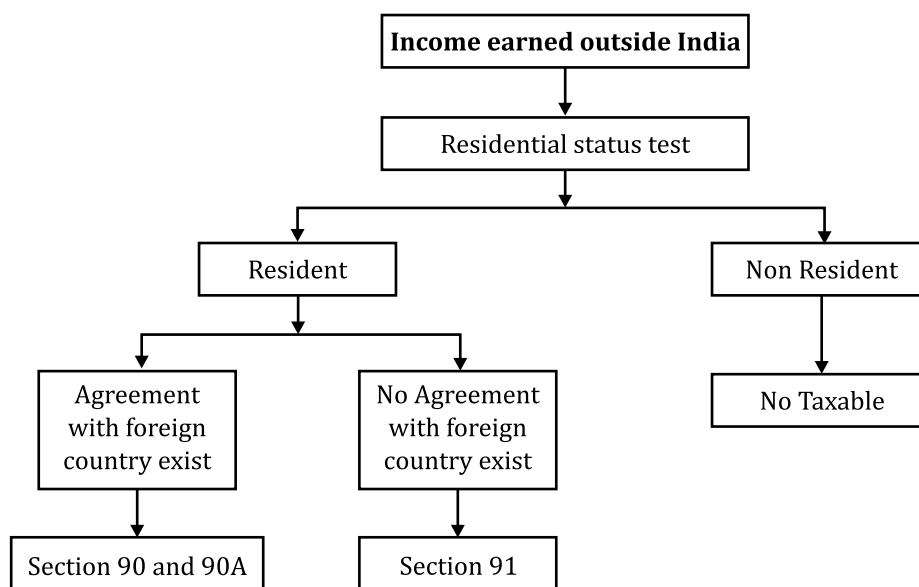 Income earned outside India
Residential status test
Resident
Non Resident
Agreement
with foreign
country exist
No Agreement
with foreign
country exist
No Taxable
Section 90 and 90A
Section 91